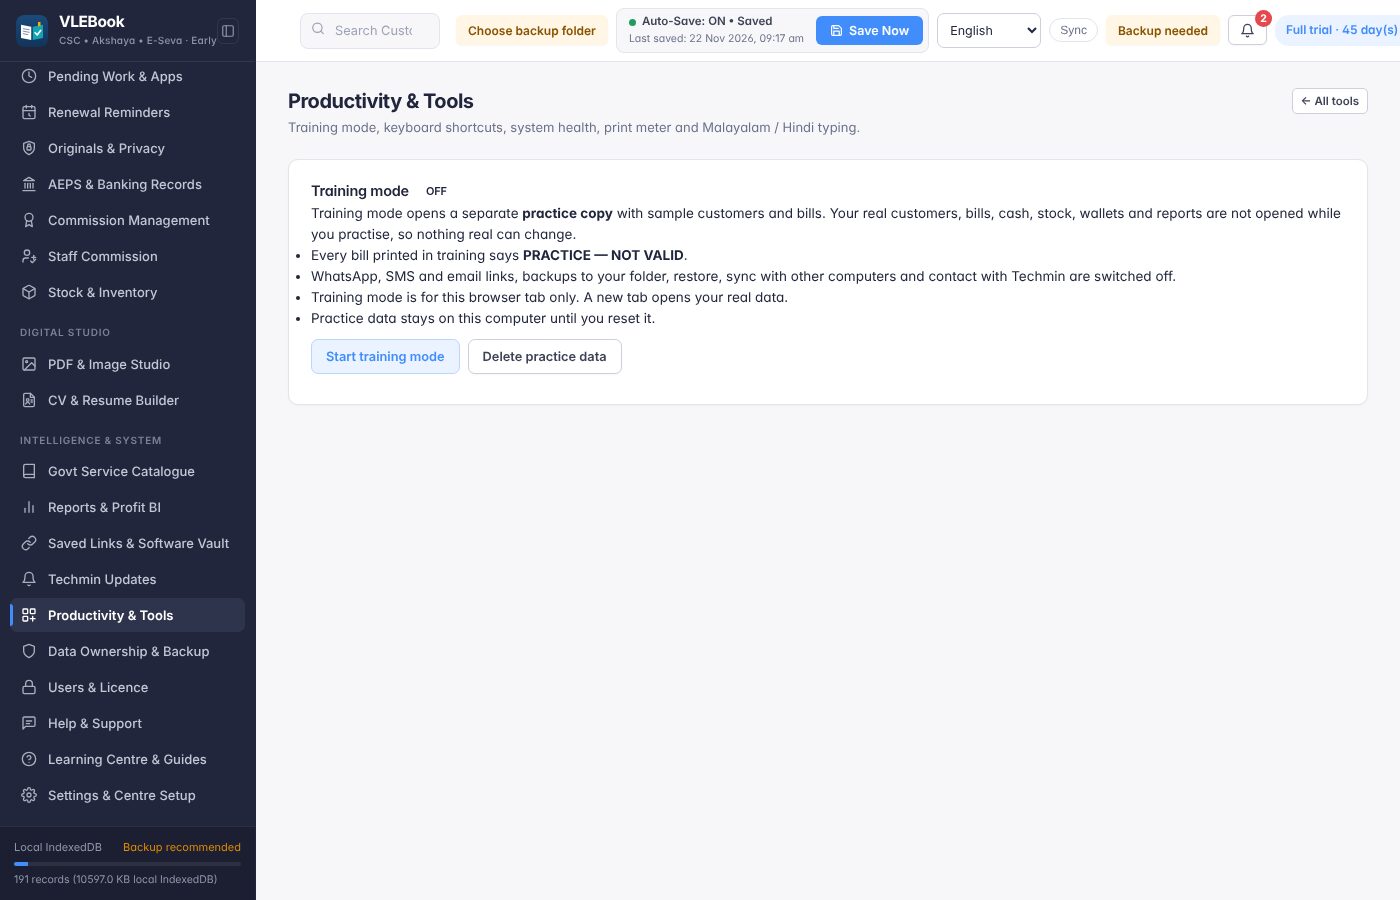 VLEBook
CSC • Akshaya • E-Seva · Early
Pending Work & Apps
Renewal Reminders
Originals & Privacy
AEPS & Banking Records
Commission Management
Staff Commission
Stock & Inventory
DIGITAL STUDIO
PDF & Image Studio
CV & Resume Builder
INTELLIGENCE & SYSTEM
Govt Service Catalogue
Reports & Profit BI
Saved Links & Software Vault
Techmin Updates
Productivity & Tools
Data Ownership & Backup
Users & Licence
Help & Support
Learning Centre & Guides
Settings & Centre Setup
Local IndexedDB Backup recommended
191 records (10597.0 KB local IndexedDB)
Search Custo
Choose backup folder
Auto-Save: ON • Saved
Last saved: 22 Nov 2026, 09:17 am
Save Now
English
Sync
Backup needed
2
Full trial · 45 day(s)
Productivity & Tools
← All tools
Training mode, keyboard shortcuts, system health, print meter and Malayalam / Hindi typing.
Training mode OFF
Training mode opens a separate practice copy with sample customers and bills. Your real customers, bills, cash, stock, wallets and reports are not opened while
you practise, so nothing real can change.
• Every bill printed in training says PRACTICE — NOT VALID.
• WhatsApp, SMS and email links, backups to your folder, restore, sync with other computers and contact with Techmin are switched off.
• Training mode is for this browser tab only. A new tab opens your real data.
• Practice data stays on this computer until you reset it.
Start training mode
Delete practice data